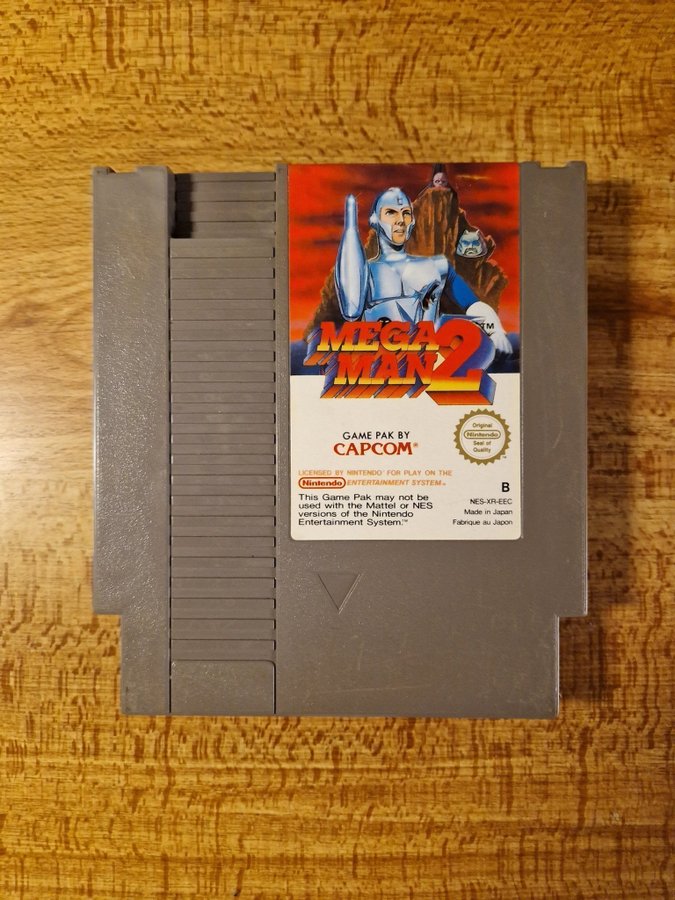 MEGA
MAN 2
TM
GAME PAK BY
CAPCOM®
Original
Nintendo
Seal of
Quality
TM
LICENSED BY NINTENDO® FOR PLAY ON THE
Nintendo ENTERTAINMENT SYSTEM™
This Game Pak may not be
used with the Mattel or NES
versions of the Nintendo
Entertainment System.™
B
NES-XR-EEC
Made in Japan
Fabriqué au Japon